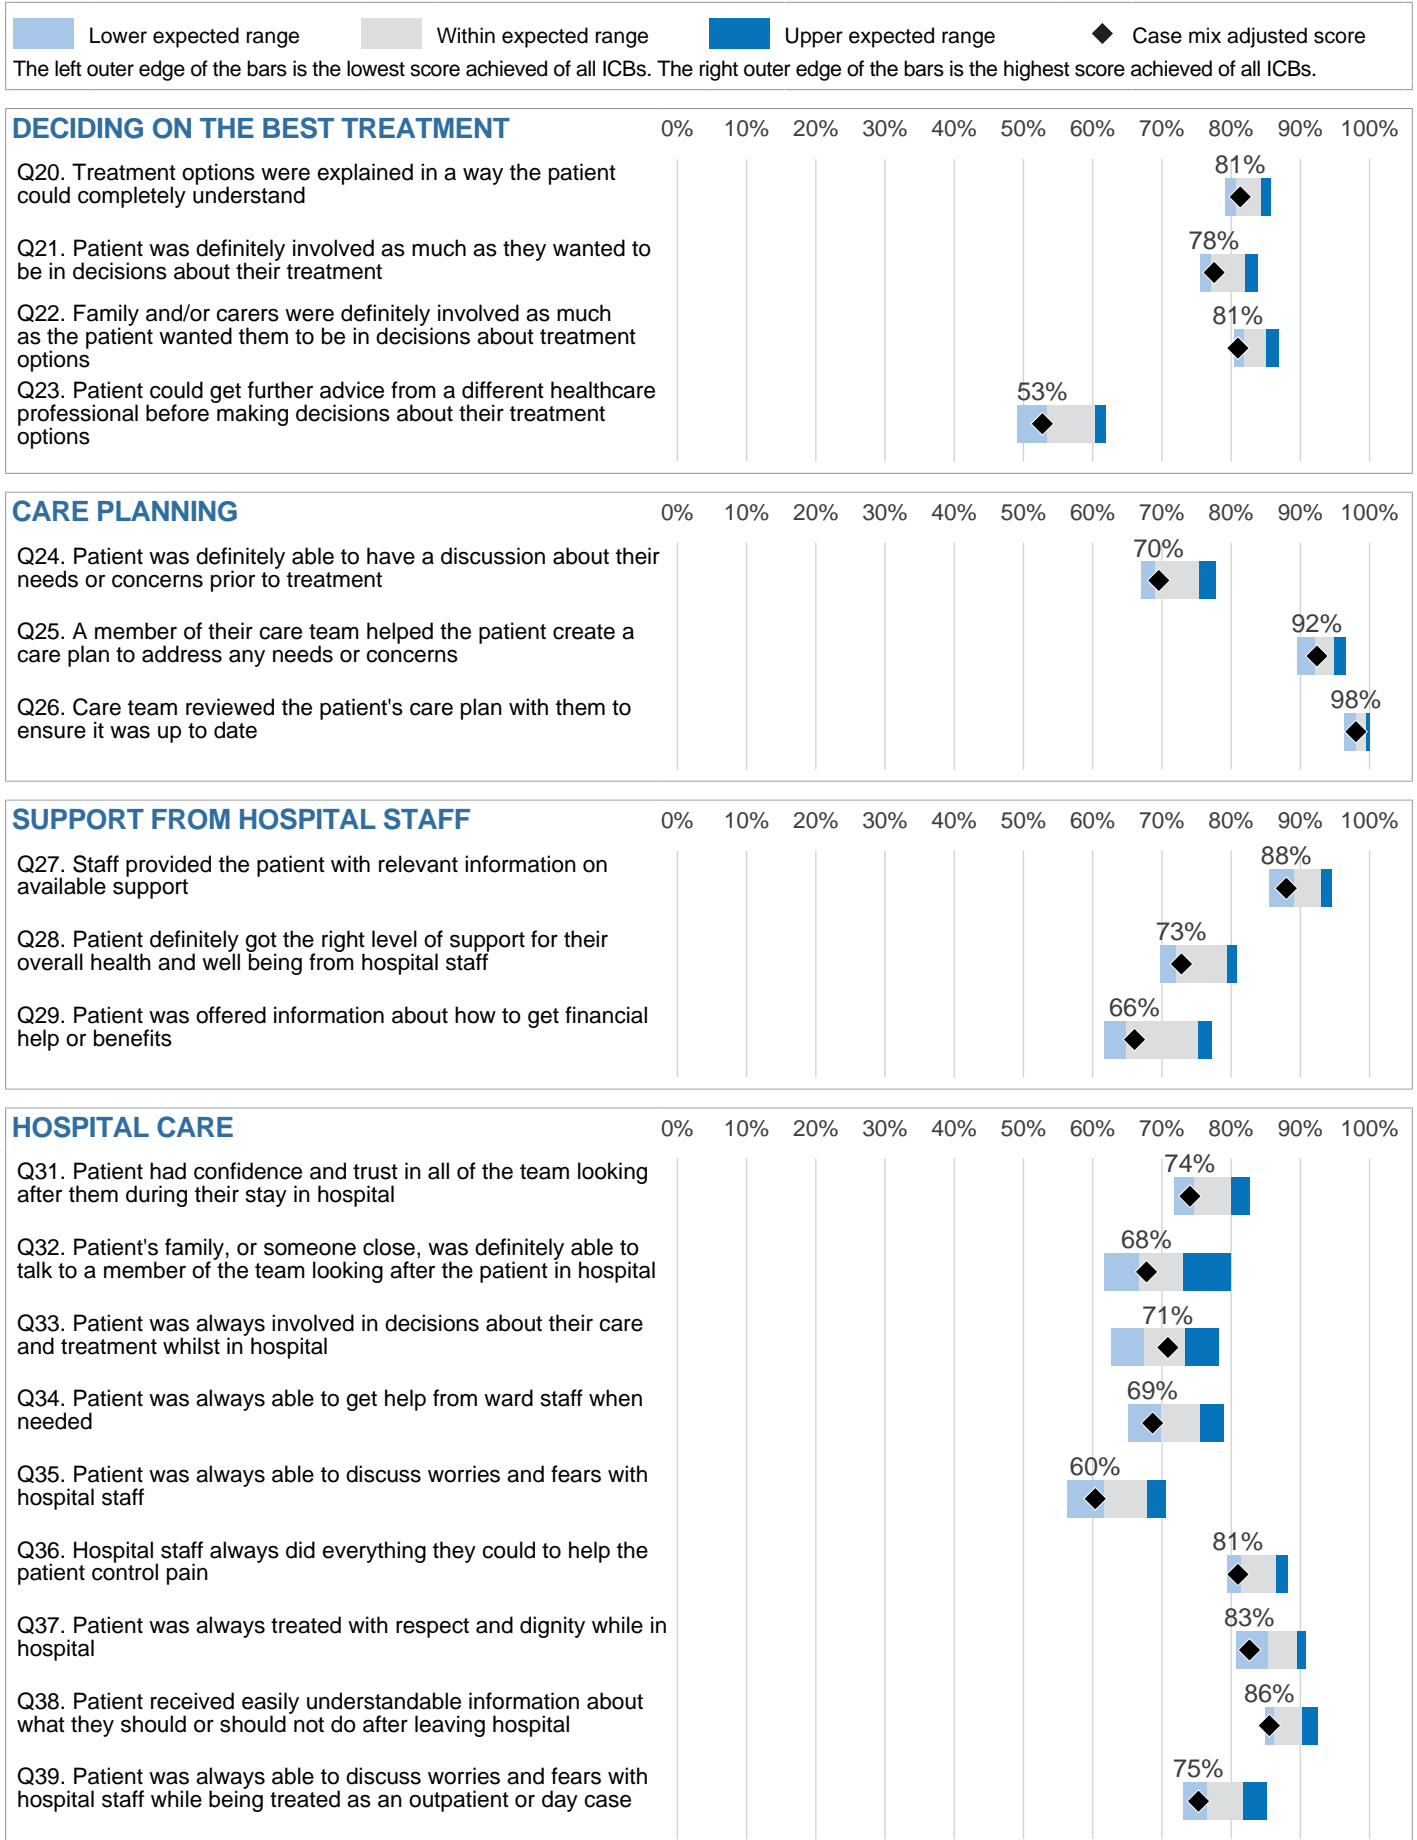 Lower expected range Within expected range Upper expected range Case mix adjusted score
The left outer edge of the bars is the lowest score achieved of all ICBs. The right outer edge of the bars is the highest score achieved of all ICBs.
DECIDING ON THE BEST TREATMENT 0% 10% 20% 30% 40% 50% 60% 70% 80% 90% 100%
81%
Q20. Treatment options were explained in a way the patient
could completely understand
78%
Q21. Patient was definitely involved as much as they wanted to
be in decisions about their treatment
81%
Q22. Family and/or carers were definitely involved as much
as the patient wanted them to be in decisions about treatment
options
53%
Q23. Patient could get further advice from a different healthcare
professional before making decisions about their treatment
options
CARE PLANNING 0% 10% 20% 30% 40% 50% 60% 70% 80% 90% 100%
70%
Q24. Patient was definitely able to have a discussion about their
needs or concerns prior to treatment
92%
Q25. A member of their care team helped the patient create a
care plan to address any needs or concerns
98%
Q26. Care team reviewed the patient's care plan with them to
ensure it was up to date
SUPPORT FROM HOSPITAL STAFF 0% 10% 20% 30% 40% 50% 60% 70% 80% 90% 100%
88%
Q27. Staff provided the patient with relevant information on
available support
73%
Q28. Patient definitely got the right level of support for their
overall health and well being from hospital staff
66%
Q29. Patient was offered information about how to get financial
help or benefits
HOSPITAL CARE 0% 10% 20% 30% 40% 50% 60% 70% 80% 90% 100%
74%
Q31. Patient had confidence and trust in all of the team looking
after them during their stay in hospital
68%
Q32. Patient's family, or someone close, was definitely able to
talk to a member of the team looking after the patient in hospital
71%
Q33. Patient was always involved in decisions about their care
and treatment whilst in hospital
69%
Q34. Patient was always able to get help from ward staff when
needed
60%
Q35. Patient was always able to discuss worries and fears with
hospital staff
81%
Q36. Hospital staff always did everything they could to help the
patient control pain
83%
Q37. Patient was always treated with respect and dignity while in
hospital
86%
Q38. Patient received easily understandable information about
what they should or should not do after leaving hospital
75%
Q39. Patient was always able to discuss worries and fears with
hospital staff while being treated as an outpatient or day case